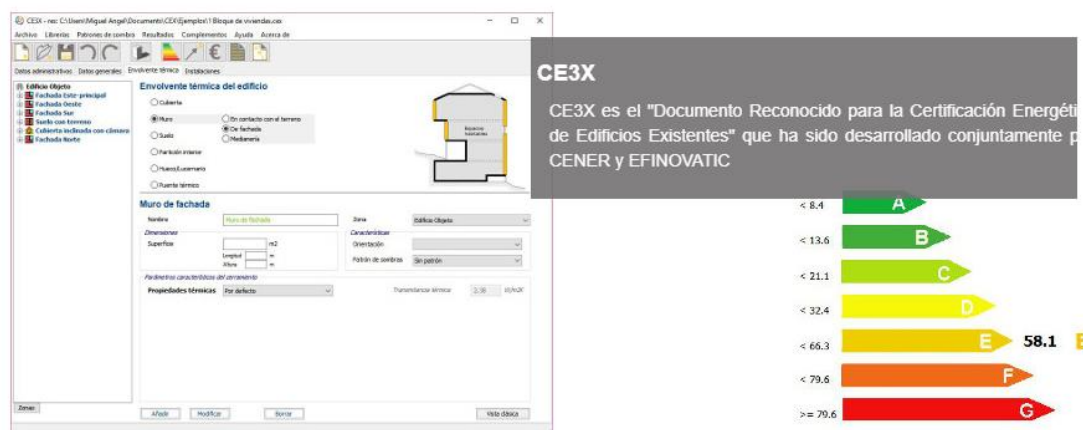 CE3X - res: C:\Users\Miguel Angel\Documents\CEX\Ejemplos\1 Bloque de viviendas.cex
Archivo Librerías Patrones de sombra Resultados Complementos Ayuda Acerca de
Datos administrativos Datos generales Envolvente térmica Instalaciones
Edificio Objeto
Fachada Este-principal
Fachada Oeste
Fachada Sur
Suelo con terreno
Cubierta inclinada con cámara
Fachada Norte
Envolvente térmica del edificio
Cubierta
Muro
En contacto con el terreno
De fachada
Suelo
Medianería
Partición interior
Hueco/Lucernario
Puente térmico
Espacios
habitables
Muro de fachada
Nombre
Muro de fachada
Zona
Edificio Objeto
Dimensiones
Características
Superficie
m2
Orientación
Longitud
m
Altura
m
Patrón de sombras
Sin patrón
Parámetros característicos del cerramiento
Propiedades térmicas
Por defecto
Transmitancia térmica
2.38
W/m2K
Zonas
Añadir
Modificar
Borrar
Vista clásica
CE3X
CE3X es el "Documento Reconocido para la Certificación Energéti
de Edificios Existentes" que ha sido desarrollado conjuntamente p
CENER y EFINOVATIC
< 8.4 A
< 13.6 B
< 21.1 C
< 32.4 D
< 66.3 E 58.1 E
< 79.6 F
>= 79.6 G